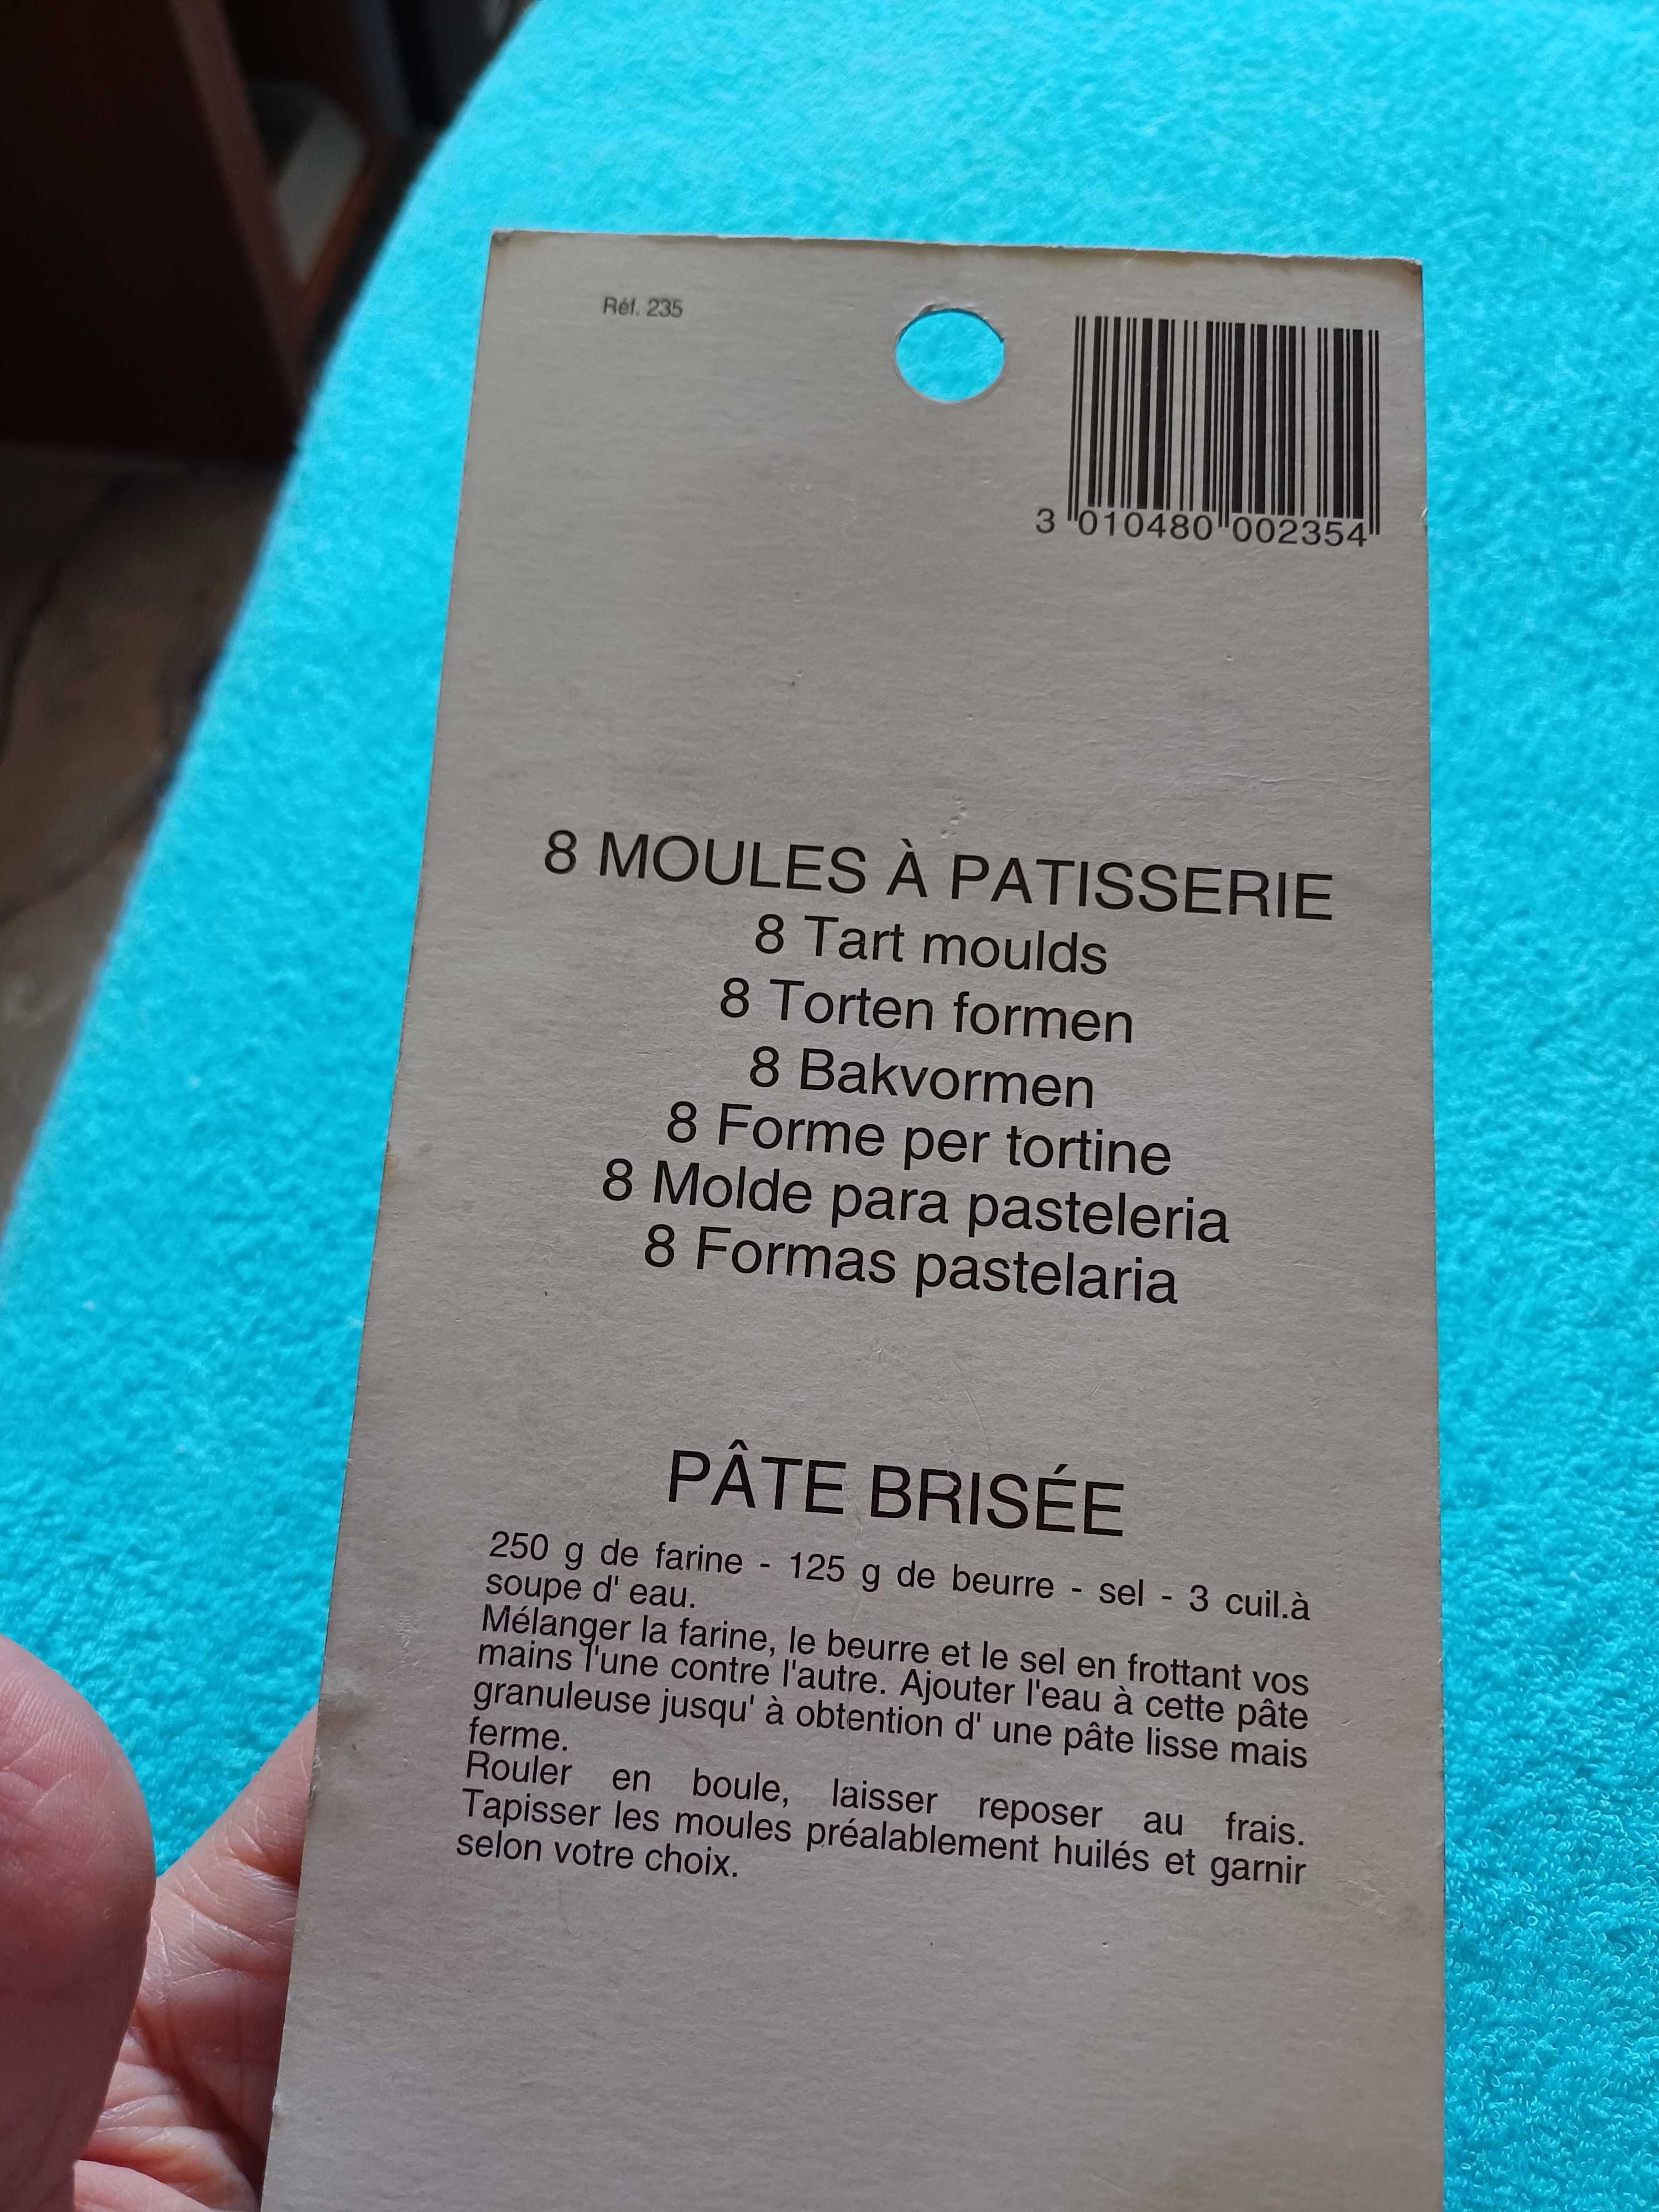 Réf. 235
3 010480 002354
8 MOULES À PATISSERIE
8 Tart moulds
8 Torten formen
8 Bakvormen
8 Forme per tortine
8 Molde para pasteleria
8 Formas pastelaria
PÂTE BRISÉE
250 g de farine - 125 g de beurre - sel - 3 cuil.à
soupe d' eau.
Mélanger la farine, le beurre et le sel en frottant vos
mains l'une contre l'autre. Ajouter l'eau à cette pâte
granuleuse jusqu' à obtention d' une pâte lisse mais
ferme.
Rouler en boule, laisser reposer au frais.
Tapisser les moules préalablement huilés et garnir
selon votre choix.